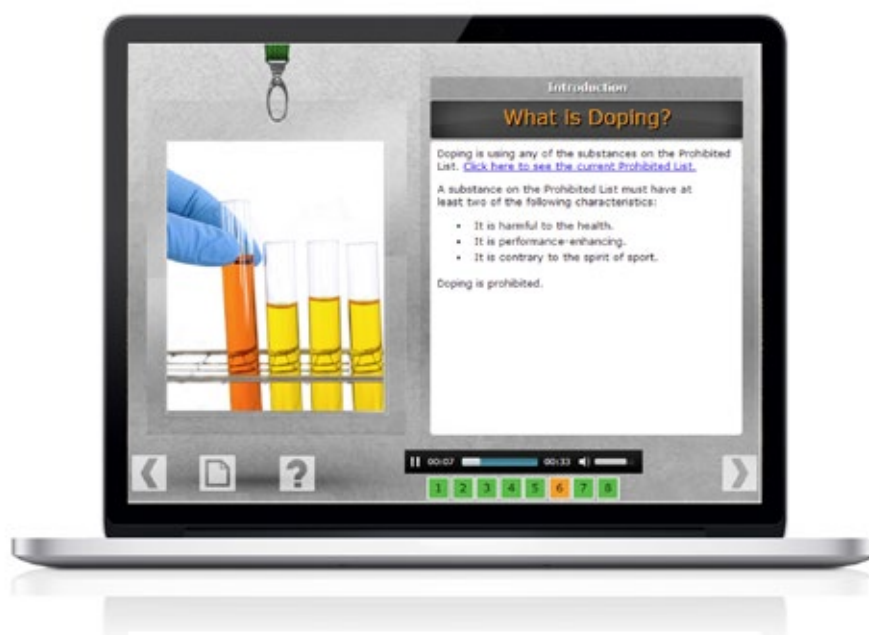 Introduction
What is Doping?
Doping is using any of the substances on the Prohibited
List. Click here to see the current Prohibited List.
A substance on the Prohibited List must have at
least two of the following characteristics:
• It is harmful to the health.
• It is performance-enhancing.
• It is contrary to the spirit of sport.
Doping is prohibited.
?
00:07 00:33
1 2 3 4 5 6 7 8